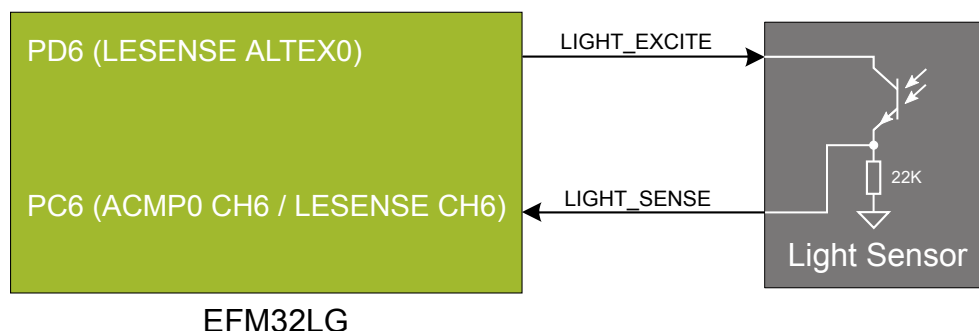 PD6 (LESENSE ALTEX0)
LIGHT_EXCITE
PC6 (ACMP0 CH6 / LESENSE CH6)
LIGHT_SENSE
22K
Light Sensor
EFM32LG